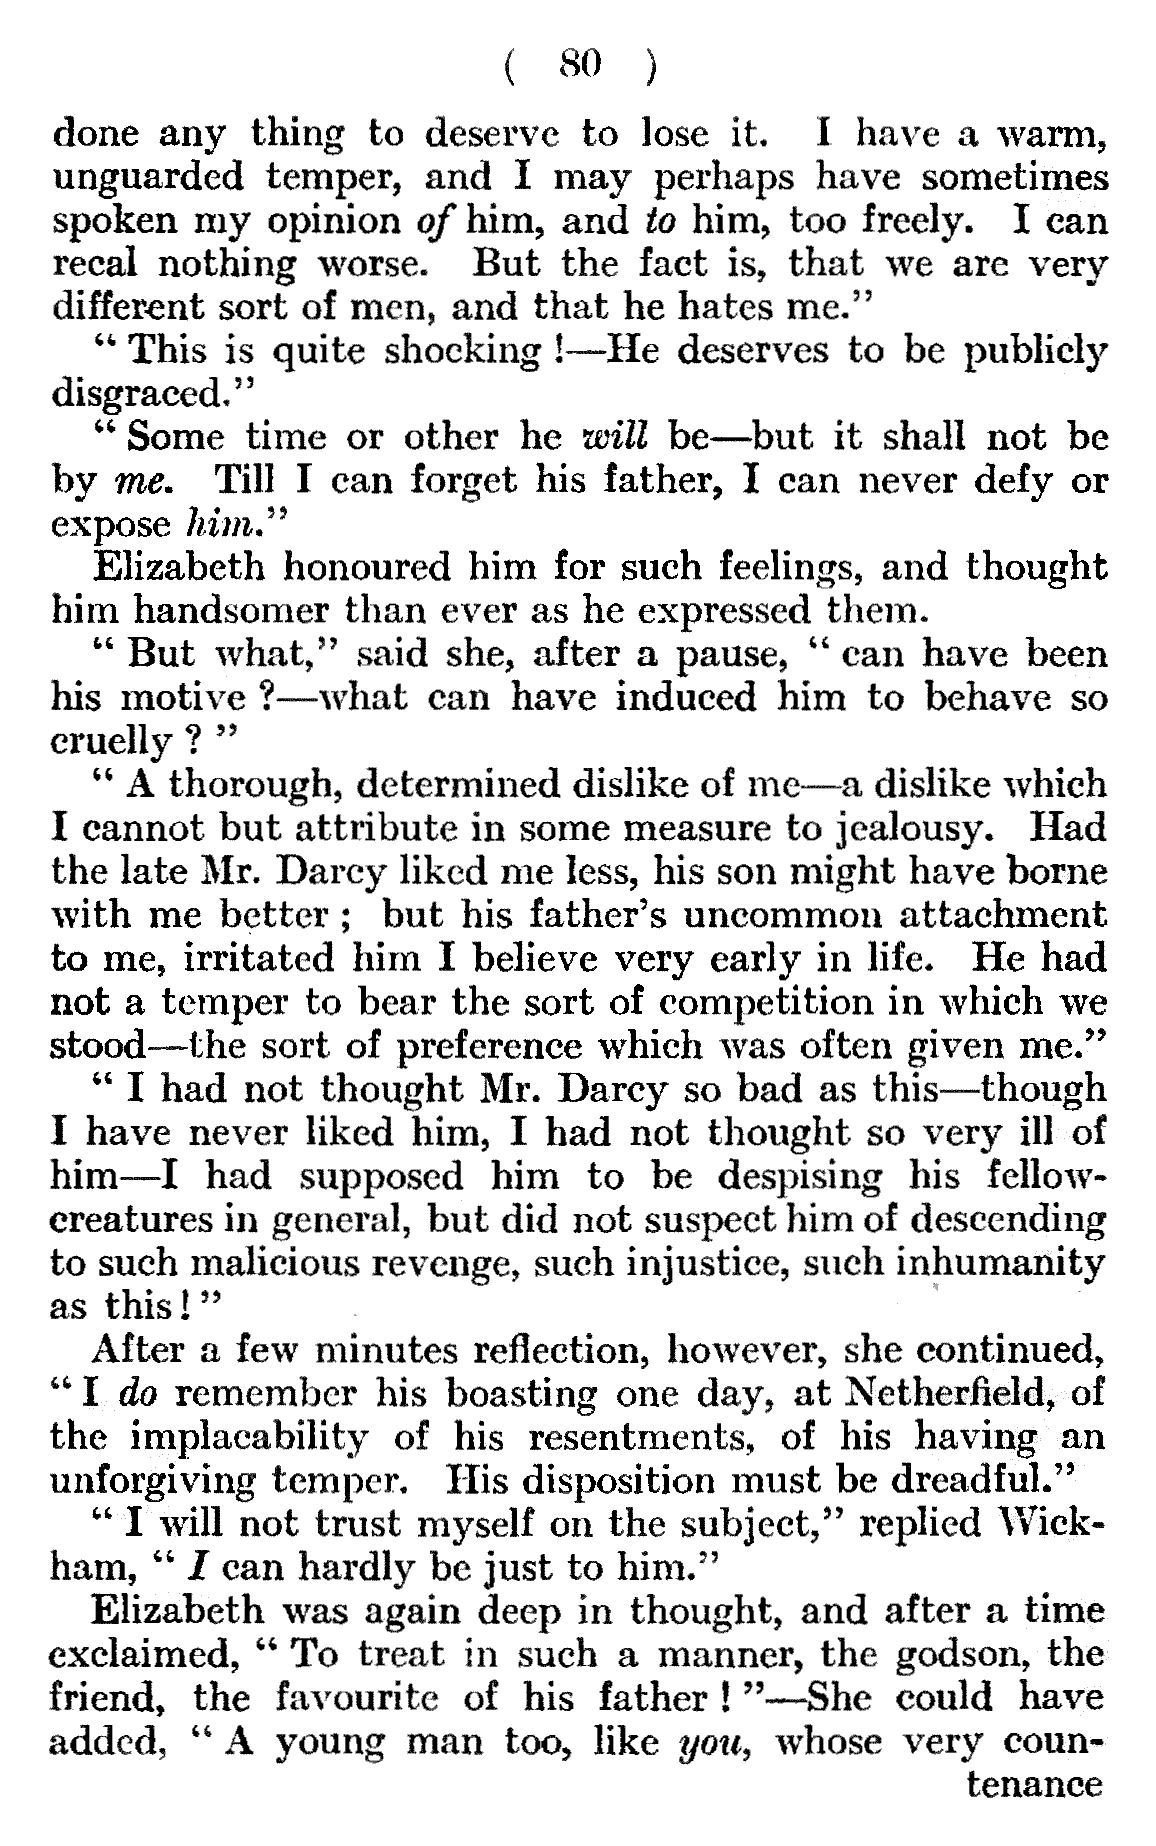 ( 80 )
done any thing to deserve to lose it. I have a warm,
unguarded temper, and I may perhaps have sometimes
spoken my opinion of him, and to him, too freely. I can
recal nothing worse. But the fact is, that we are very
different sort of men, and that he hates me.”
“ This is quite shocking !—He deserves to be publicly
disgraced.”
“ Some time or other he will be—but it shall not be
by me. Till I can forget his father, I can never defy or
expose him.”
Elizabeth honoured him for such feelings, and thought
him handsomer than ever as he expressed them.
“ But what,” said she, after a pause, “ can have been
his motive ?—what can have induced him to behave so
cruelly ? ”
“ A thorough, determined dislike of me—a dislike which
I cannot but attribute in some measure to jealousy. Had
the late Mr. Darcy liked me less, his son might have borne
with me better ; but his father’s uncommon attachment
to me, irritated him I believe very early in life. He had
not a temper to bear the sort of competition in which we
stood—the sort of preference which was often given me.”
“ I had not thought Mr. Darcy so bad as this—though
I have never liked him, I had not thought so very ill of
him—I had supposed him to be despising his fellow-
creatures in general, but did not suspect him of descending
to such malicious revenge, such injustice, such inhumanity
as this! ”
After a few minutes reflection, however, she continued,
“ I do remember his boasting one day, at Netherfield, of
the implacability of his resentments, of his having an
unforgiving temper. His disposition must be dreadful.”
“ I will not trust myself on the subject,” replied Wick-
ham, “ I can hardly be just to him.”
Elizabeth was again deep in thought, and after a time
exclaimed, “ To treat in such a manner, the godson, the
friend, the favourite of his father ! ”—She could have
added, “ A young man too, like you, whose very coun-
tenance